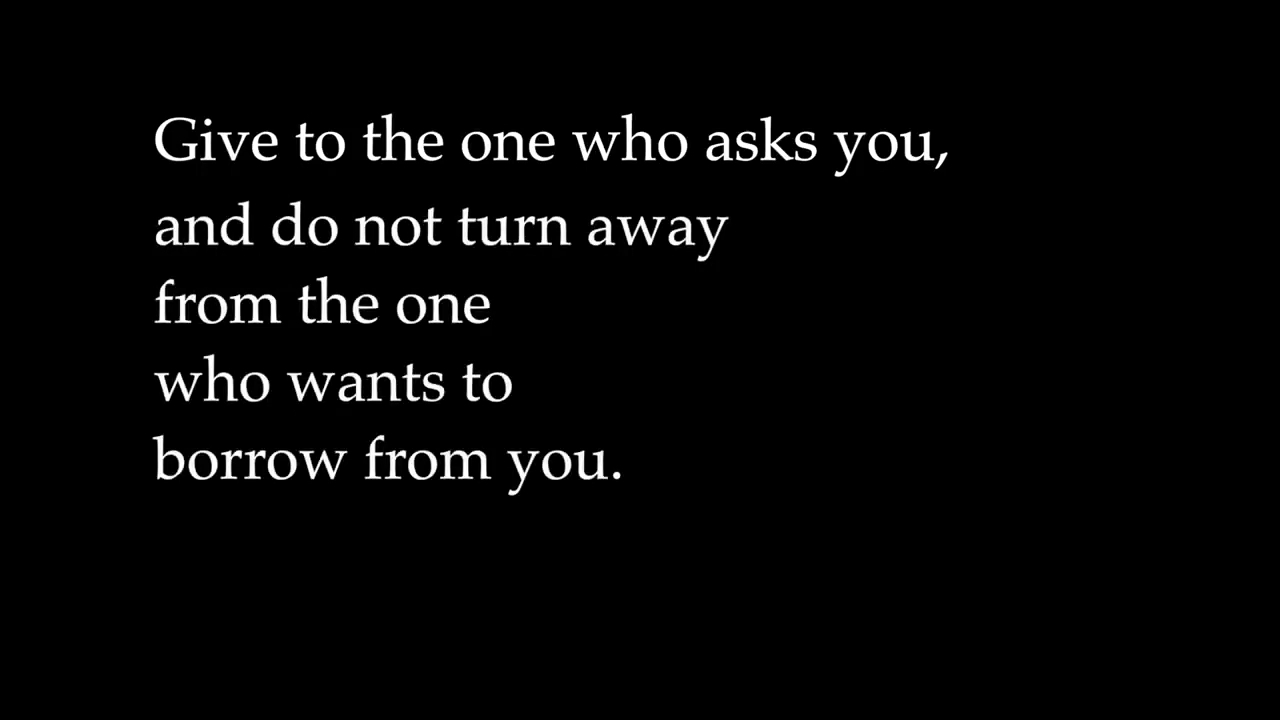 Give to the one who asks you,
and do not turn away
from the one
who wants to
borrow from you.